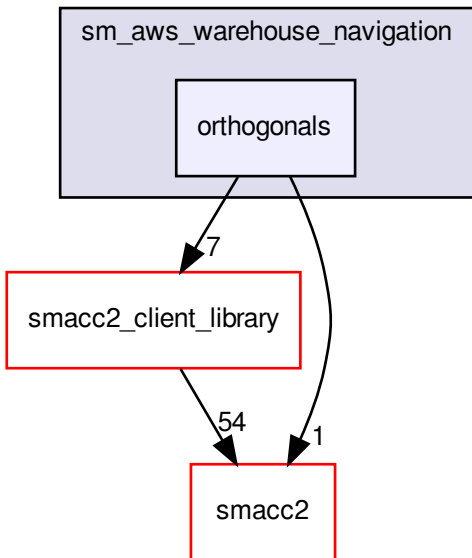 sm_aws_warehouse_navigation
orthogonals
7
smacc2_client_library
54
1
smacc2